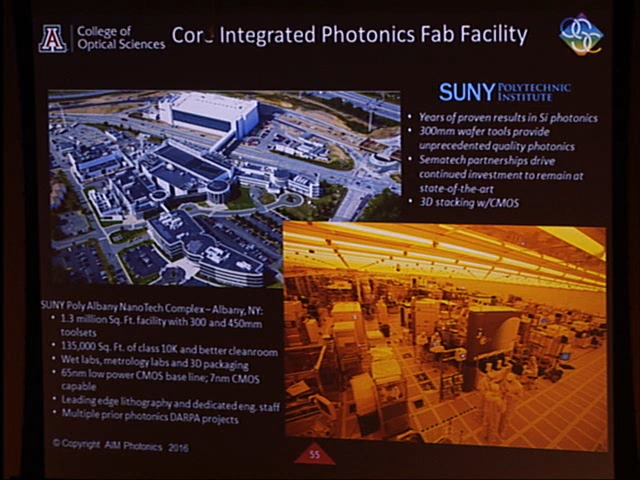 A
College of
Optical Sciences
Core Integrated Photonics Fab Facility
SUNY POLYTECHNIC
INSTITUTE
• Years of proven results in Si photonics
• 300mm wafer tools provide
unprecedented quality photonics
• Sematech partnerships drive
continued investment to remain at
state-of-the-art
• 3D stacking w/CMOS
SUNY Poly Albany NanoTech Complex – Albany, NY:
• 1.3 million Sq. Ft. facility with 300 and 450mm
toolsets
• 135,000 Sq. Ft. of class 10K and better cleanroom
• Wet labs, metrology labs and 3D packaging
• 65nm low power CMOS base line; 7nm CMOS
capable
• Leading edge lithography and dedicated eng. staff
• Multiple prior photonics DARPA projects
© Copyright AIM Photonics 2016
55